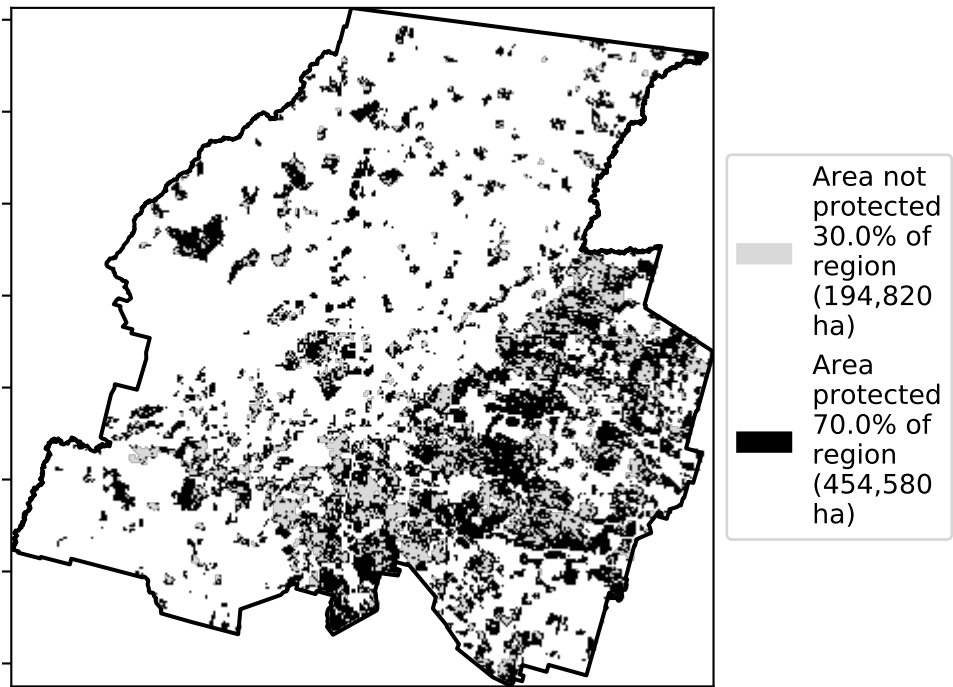 Area not
protected
30.0% of
region
(194,820
ha)
Area
protected
70.0% of
region
(454,580
ha)